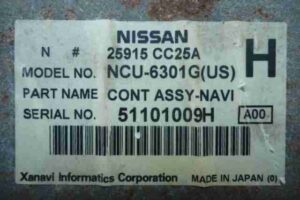 NISSAN
N # 25915 CC25A
H
MODEL NO. NCU-6301G(US)
PART NAME CONT ASSY-NAVI
SERIAL NO. 51101009H A00
Xanavi Informatics Corporation MADE IN JAPAN (0)